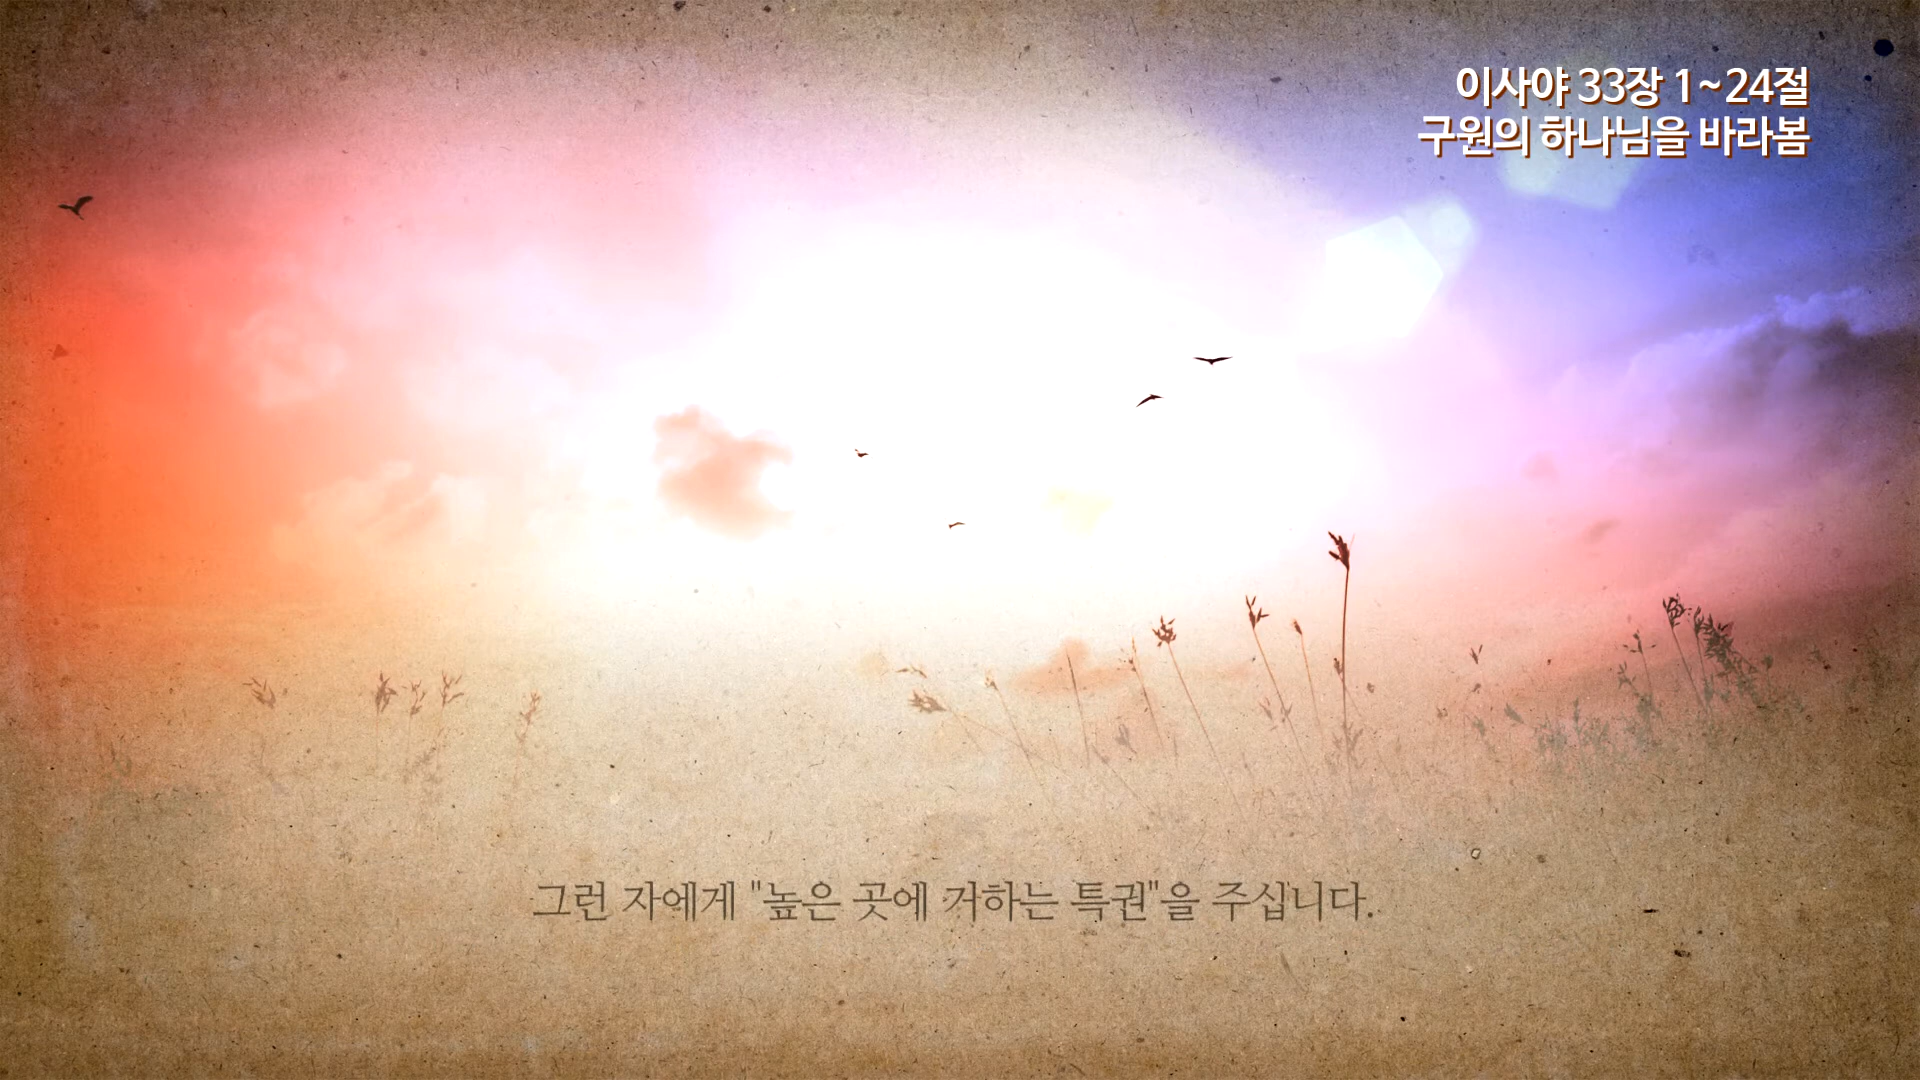 이사야 33장 1~24절
구원의 하나님을 바라봄
그런 자에게 "높은 곳에 거하는 특권"을 주십니다.